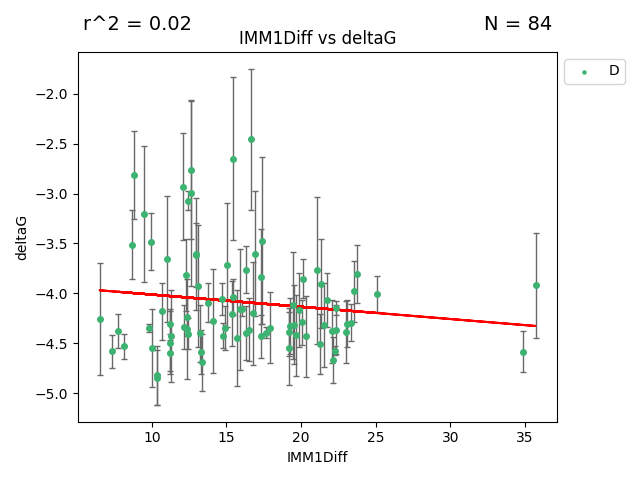 r^2 = 0.02
N = 84
IMM1Diff vs deltaG
D
−2.0
−2.5
−3.0
−3.5
−4.0
−4.5
−5.0
deltaG
10
15
20
25
30
35
IMM1Diff